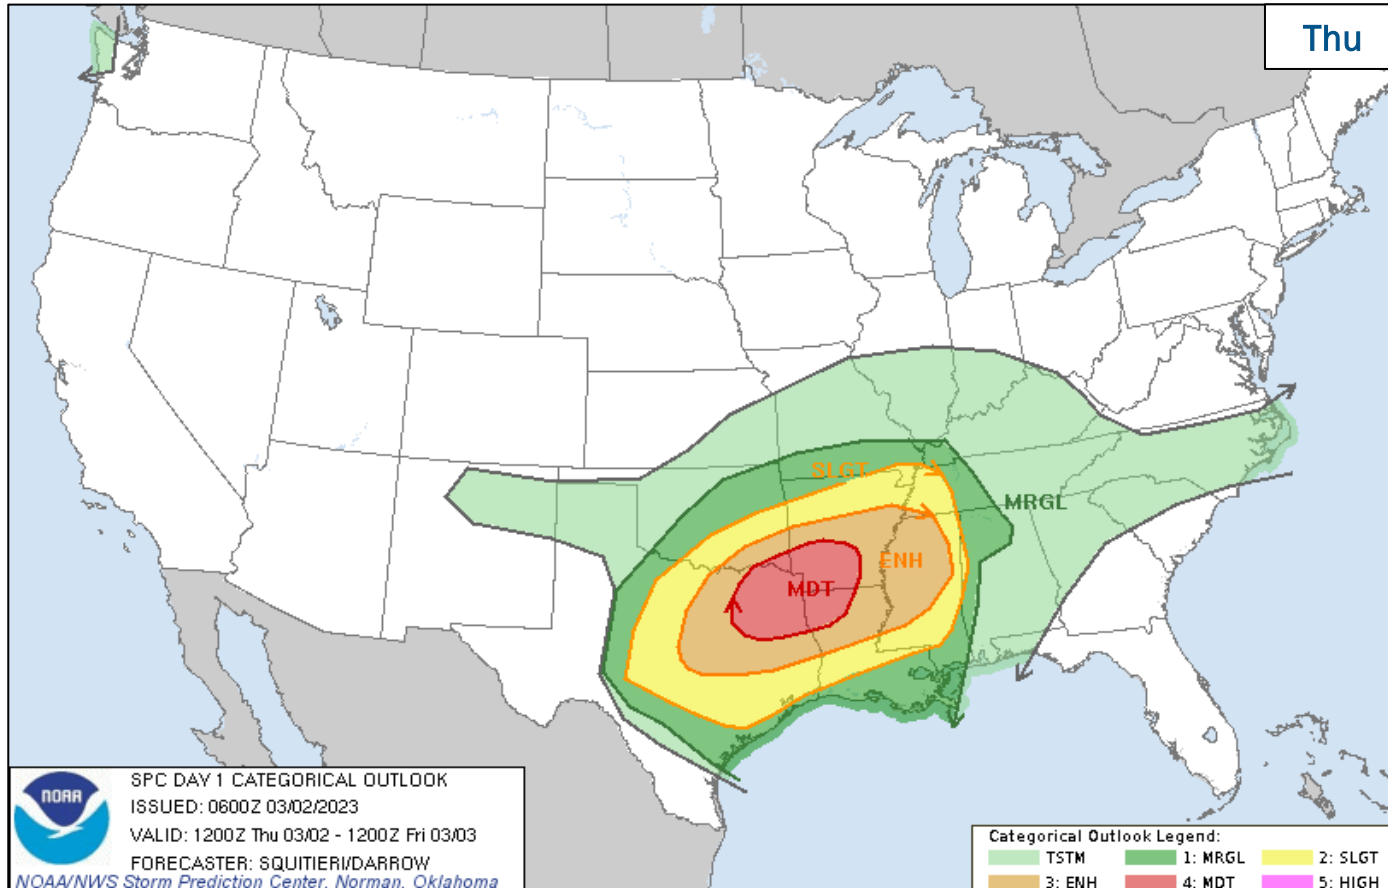 Thu
SLGT
MRGL
ENH
MDT
NOAA
SPC DAY 1 CATEGORICAL OUTLOOK
ISSUED: 0600Z 03/02/2023
VALID: 1200Z Thu 03/02 - 1200Z Fri 03/03
FORECASTER: SQUITIERI/DARROW
NOAA/NWS Storm Prediction Center, Norman, Oklahoma
Categorical Outlook Legend:
TSTM 1: MRGL 2: SLGT
3: ENH 4: MDT 5: HIGH